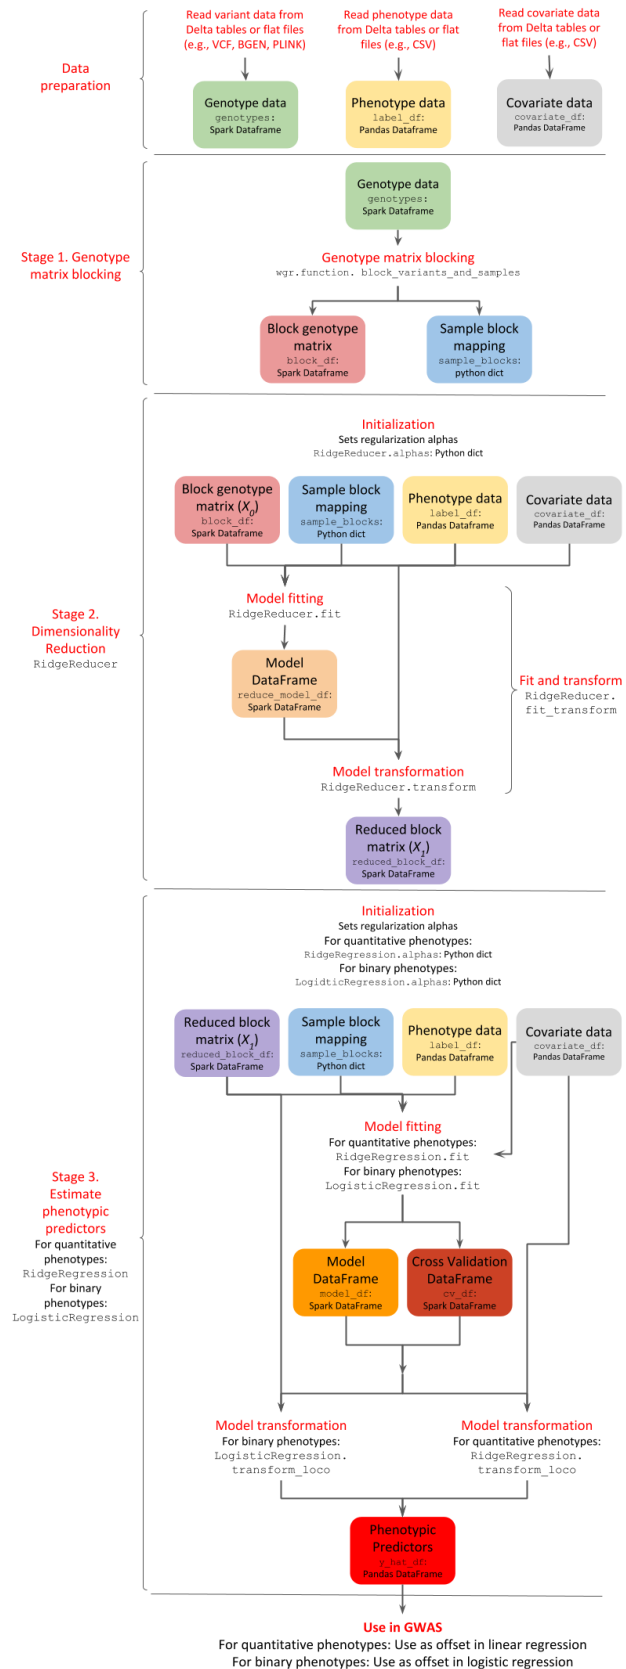 Read variant data from
Delta tables or flat files
(e.g., VCF, BGEN, PLINK)
Read phenotype data
from Delta tables or flat
files (e.g., CSV)
Read covariate data
from Delta tables or
flat files (e.g., CSV)
Data
preparation
Genotype data
genotypes:
Spark Dataframe
Phenotype data
label_df:
Pandas DataFrame
Covariate data
covariate_df:
Pandas DataFrame
Stage 1. Genotype
matrix blocking
Genotype data
genotypes:
Spark Dataframe
Genotype matrix blocking
wgr.function. block_variants_and_samples
Block genotype
matrix
block_df:
Spark Dataframe
Sample block
mapping
sample_blocks:
python dict
Stage 2.
Dimensionality
Reduction
RidgeReducer
Initialization
Sets regularization alphas
RidgeReducer.alphas: Python dict
Block genotype
matrix (X0)
block_df:
Spark Dataframe
Sample block
mapping
sample_blocks:
Python dict
Phenotype data
label_df:
Pandas Dataframe
Covariate data
covariate_df:
Pandas DataFrame
Model fitting
RidgeReducer.fit
Model
DataFrame
reduce_model_df:
Spark DataFrame
Fit and transform
RidgeReducer.
fit_transform
Model transformation
RidgeReducer.transform
Reduced block
matrix (X1)
reduced_block_df:
Spark DataFrame
Stage 3.
Estimate
phenotypic
predictors
For quantitative
phenotypes:
RidgeRegression
For binary
phenotypes:
LogisticRegression
Initialization
Sets regularization alphas
For quantitative phenotypes:
RidgeRegression.alphas: Python dict
For binary phenotypes:
LogidticRegression.alphas: Python dict
Reduced block
matrix (X1)
reduced_block_df:
Spark DataFrame
Sample block
mapping
sample_blocks:
Python dict
Phenotype data
label_df:
Pandas DataFrame
Covariate data
covariate_df:
Pandas DataFrame
Model fitting
For quantitative phenotypes:
RidgeRegression.fit
For binary phenotypes:
LogisticRegression.fit
Model
DataFrame
model_df:
Spark DataFrame
Cross Validation
DataFrame
cv_df:
Spark DataFrame
Model transformation
For binary phenotypes:
LogisticRegression.
transform_loco
Model transformation
For quantitative phenotypes:
RidgeRegression.
transform_loco
Phenotypic
Predictors
y_hat_df:
Pandas DataFrame
Use in GWAS
For quantitative phenotypes: Use as offset in linear regression
For binary phenotypes: Use as offset in logistic regression